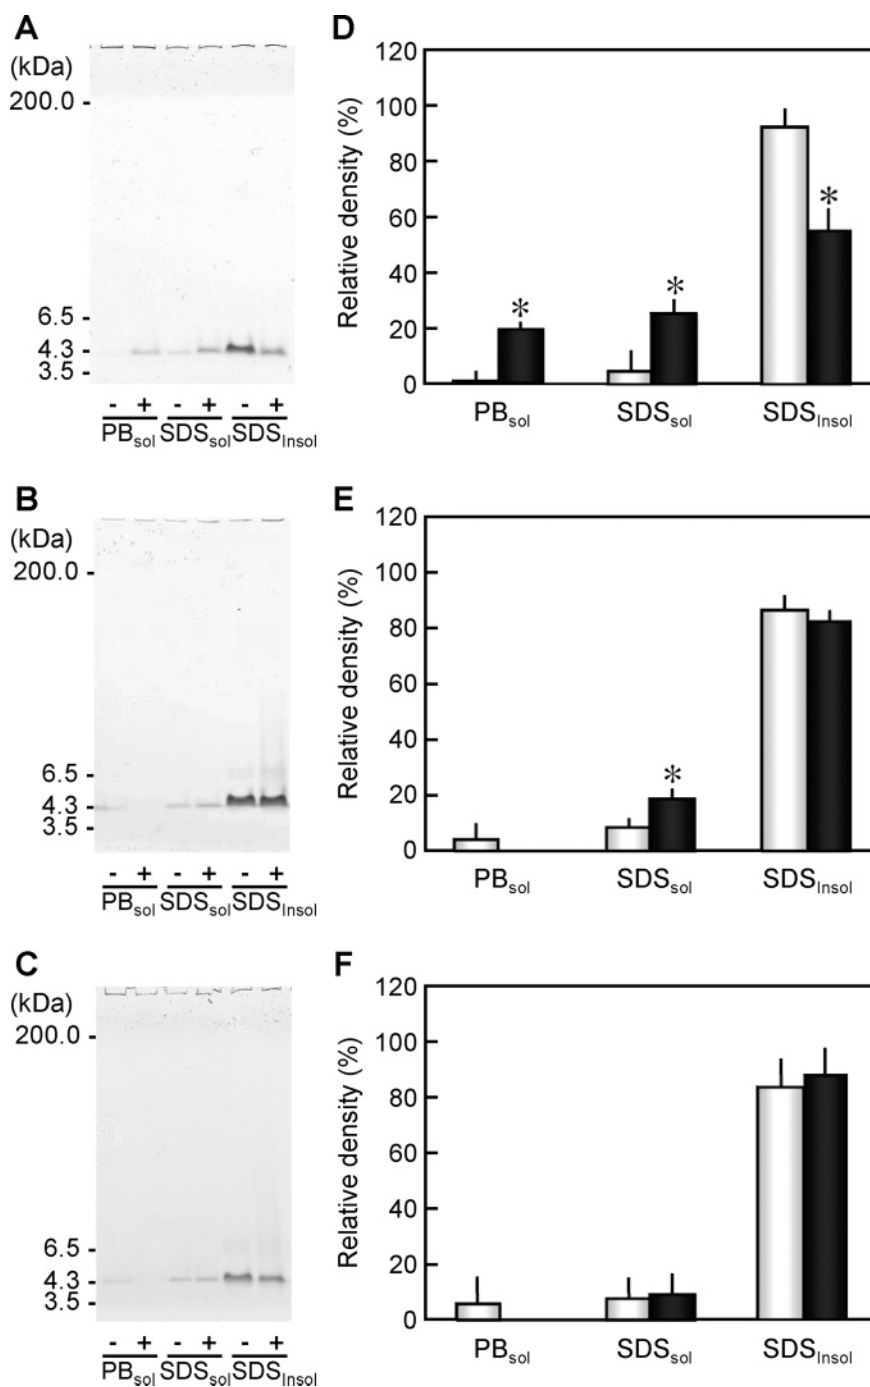 A
(kDa)
200.0 -
6.5 -
4.3 -
3.5 -
- + - + - +
PBsol SDSsol SDSInsol
D
Relative density (%)
120
100
80
60
40
20
0
*
*
*
PBsol SDSsol SDSInsol
B
(kDa)
200.0 -
6.5 -
4.3 -
3.5 -
- + - + - +
PBsol SDSsol SDSInsol
E
Relative density (%)
120
100
80
60
40
20
0
*
PBsol SDSsol SDSInsol
C
(kDa)
200.0 -
6.5 -
4.3 -
3.5 -
- + - + - +
PBsol SDSsol SDSInsol
F
Relative density (%)
120
100
80
60
40
20
0
PBsol SDSsol SDSInsol